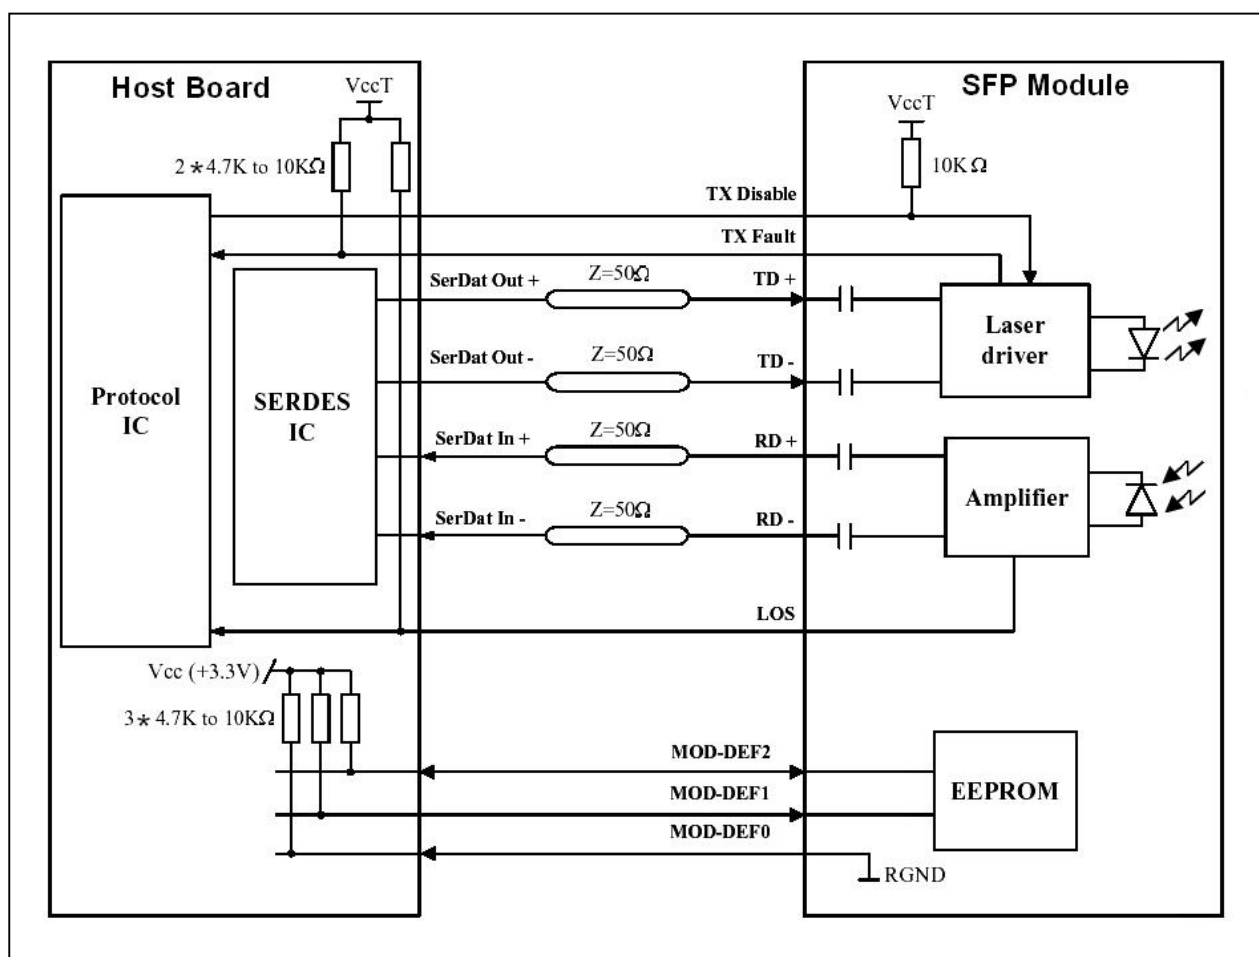 Host Board
SFP Module
VccT
VccT
2*4.7K to 10KΩ
10KΩ
TX Disable
TX Fault
SerDat Out +
Z=50Ω
TD +
SerDat Out -
Z=50Ω
TD -
Laser
driver
Protocol
IC
SERDES
IC
SerDat In +
Z=50Ω
RD +
SerDat In -
Z=50Ω
RD -
Amplifier
LOS
Vcc (+3.3V)
3*4.7K to 10KΩ
MOD-DEF2
MOD-DEF1
MOD-DEF0
EEPROM
RGND